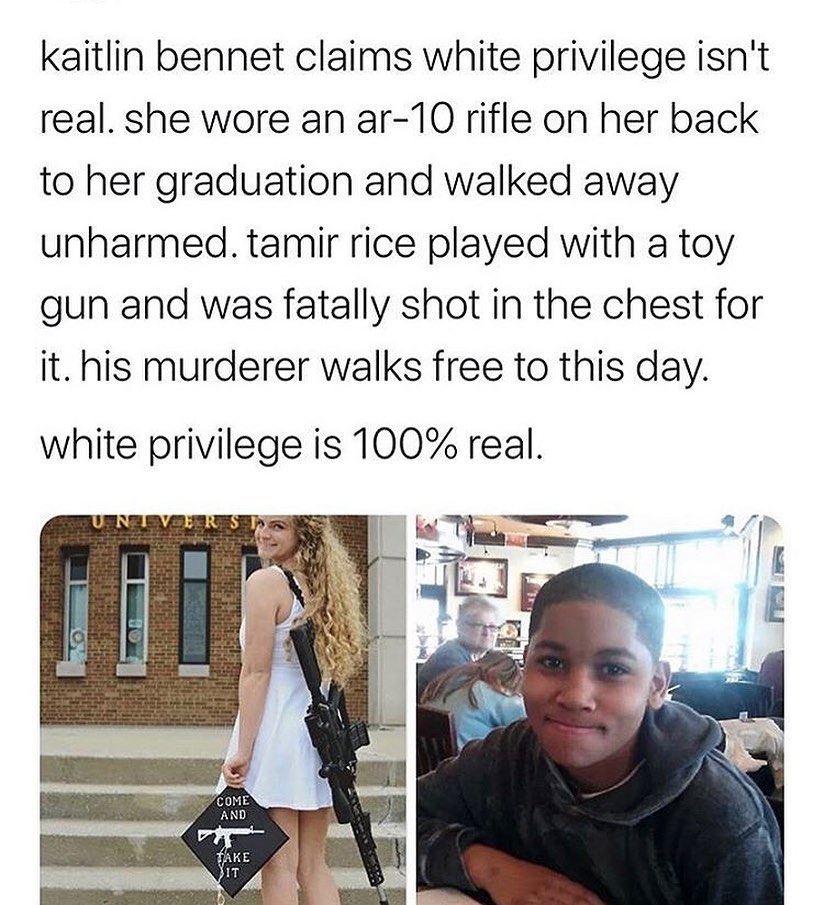 kaitlin bennet claims white privilege isn't
real. she wore an ar-10 rifle on her back
to her graduation and walked away
unharmed. tamir rice played with a toy
gun and was fatally shot in the chest for
it. his murderer walks free to this day.
white privilege is 100% real.
UNIVERSI
COME
AND
TAKE
IT